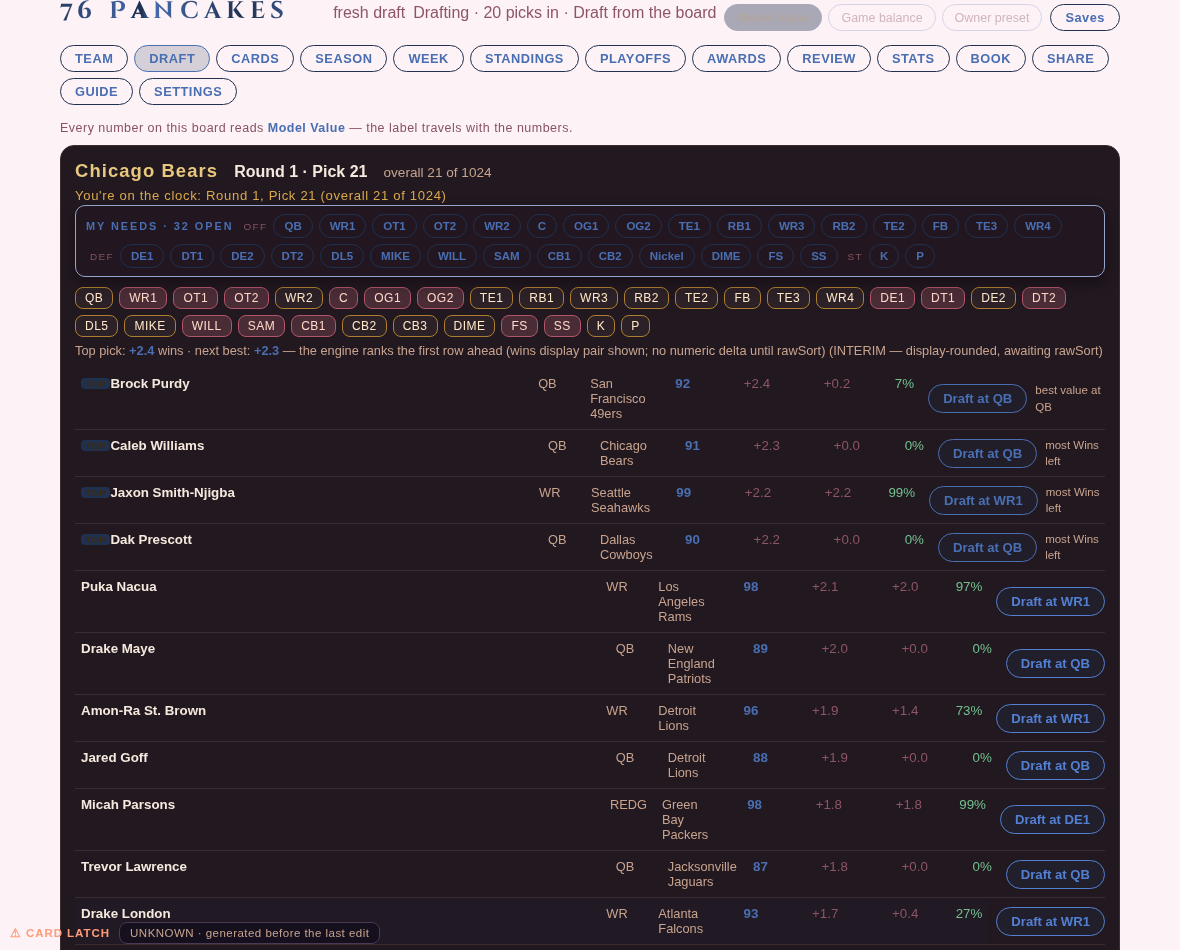 76 PANCAKES
fresh draft Drafting · 20 picks in · Draft from the board
Game balance
Owner preset
Saves
TEAM DRAFT CARDS SEASON WEEK STANDINGS PLAYOFFS AWARDS REVIEW STATS BOOK SHARE
GUIDE SETTINGS
Every number on this board reads Model Value — the label travels with the numbers.
Chicago Bears Round 1 · Pick 21 overall 21 of 1024
You're on the clock: Round 1, Pick 21 (overall 21 of 1024)
MY NEEDS · 32 OPEN OFF QB WR1 OT1 OT2 WR2 C OG1 OG2 TE1 RB1 WR3 RB2 TE2 FB TE3 WR4
DEF DE1 DT1 DE2 DT2 DL5 MIKE WILL SAM CB1 CB2 Nickel DIME FS SS ST K P
QB WR1 OT1 OT2 WR2 C OG1 OG2 TE1 RB1 WR3 RB2 TE2 FB TE3 WR4 DE1 DT1 DE2 DT2
DL5 MIKE WILL SAM CB1 CB2 CB3 DIME FS SS K P
Top pick: +2.4 wins · next best: +2.3 — the engine ranks the first row ahead (wins display pair shown; no numeric delta until rawSort) (INTERIM — display-rounded, awaiting rawSort)
Brock Purdy QB San Francisco 49ers 92 +2.4 +0.2 7% Draft at QB best value at QB
Caleb Williams QB Chicago Bears 91 +2.3 +0.0 0% Draft at QB most Wins left
Jaxon Smith-Njigba WR Seattle Seahawks 99 +2.2 +2.2 99% Draft at WR1 most Wins left
Dak Prescott QB Dallas Cowboys 90 +2.2 +0.0 0% Draft at QB most Wins left
Puka Nacua WR Los Angeles Rams 98 +2.1 +2.0 97% Draft at WR1
Drake Maye QB New England Patriots 89 +2.0 +0.0 0% Draft at QB
Amon-Ra St. Brown WR Detroit Lions 96 +1.9 +1.4 73% Draft at WR1
Jared Goff QB Detroit Lions 88 +1.9 +0.0 0% Draft at QB
Micah Parsons REDG Green Bay Packers 98 +1.8 +1.8 99% Draft at DE1
Trevor Lawrence QB Jacksonville Jaguars 87 +1.8 +0.0 0% Draft at QB
Drake London WR Atlanta Falcons 93 +1.7 +0.4 27% Draft at WR1
⚠ CARD LATCH UNKNOWN · generated before the last edit